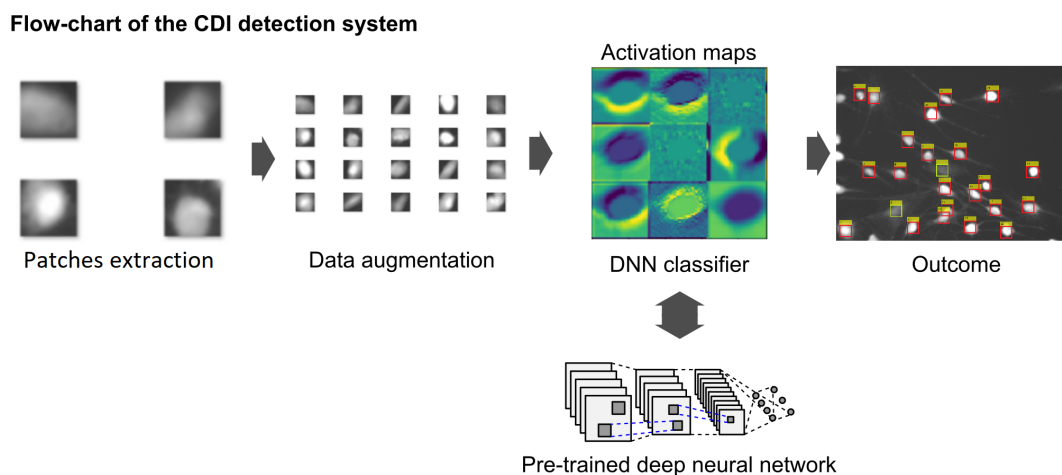 Flow-chart of the CDI detection system
Activation maps
Patches extraction
Data augmentation
DNN classifier
Outcome
Pre-trained deep neural network